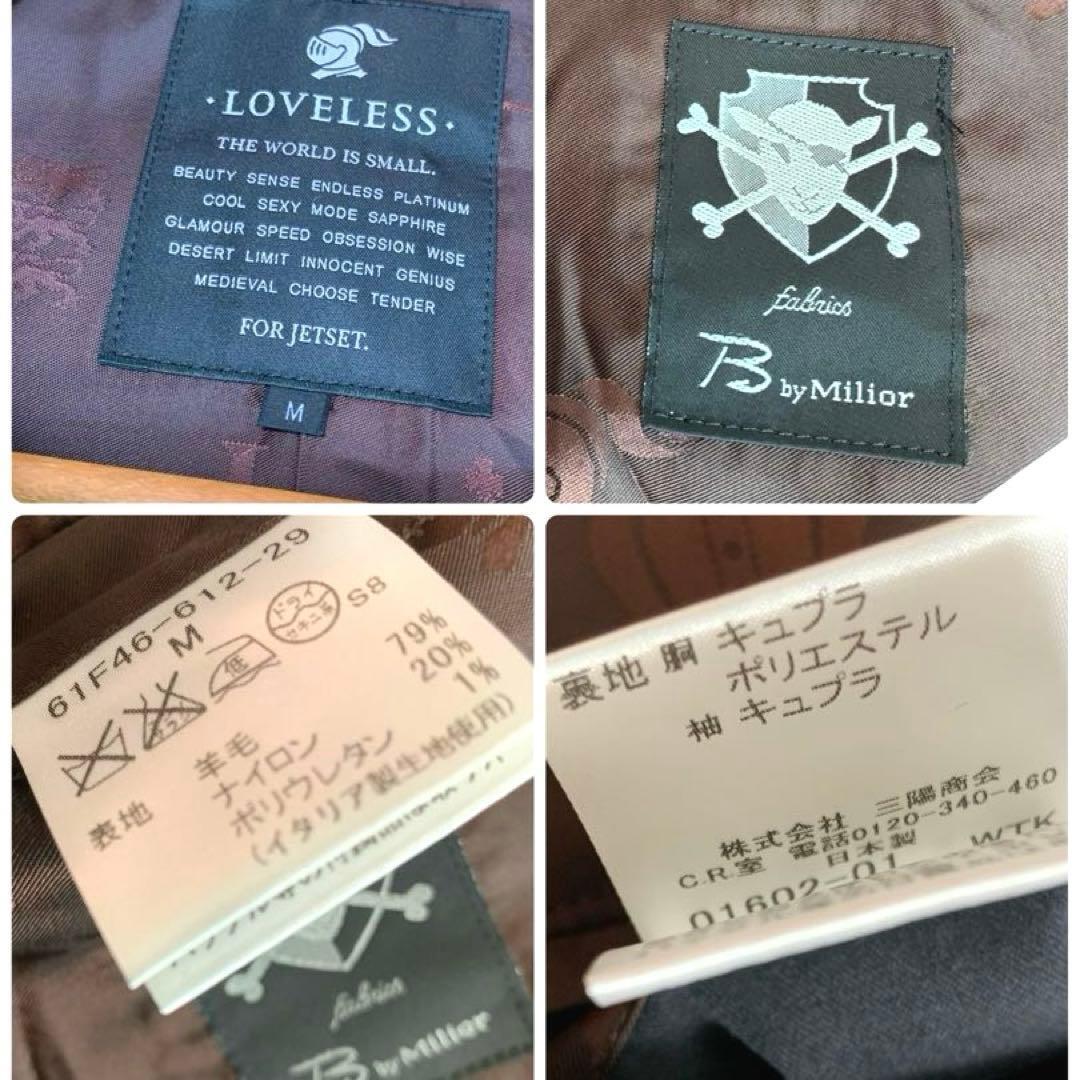 · LOVELESS ·
THE WORLD IS SMALL.
BEAUTY SENSE ENDLESS PLATINUM
COOL SEXY MODE SAPPHIRE
GLAMOUR SPEED OBSESSION WISE
DESERT LIMIT INNOCENT GENIUS
MEDIEVAL CHOOSE TENDER
FOR JETSET.
M
fabrics
B by Milior
61F46-612-29
M
低
ドライ
セキユ系
S8
表地
羊毛 79%
ナイロン 20%
ポリウレタン 1%
(イタリア製生地使用)
fabrics
B by Milior
裏地 胴 キュプラ
ポリエステル
袖 キュプラ
株式会社 三陽商会
C.R.室 電話0120-340-460
日本製
01602-01 WTK